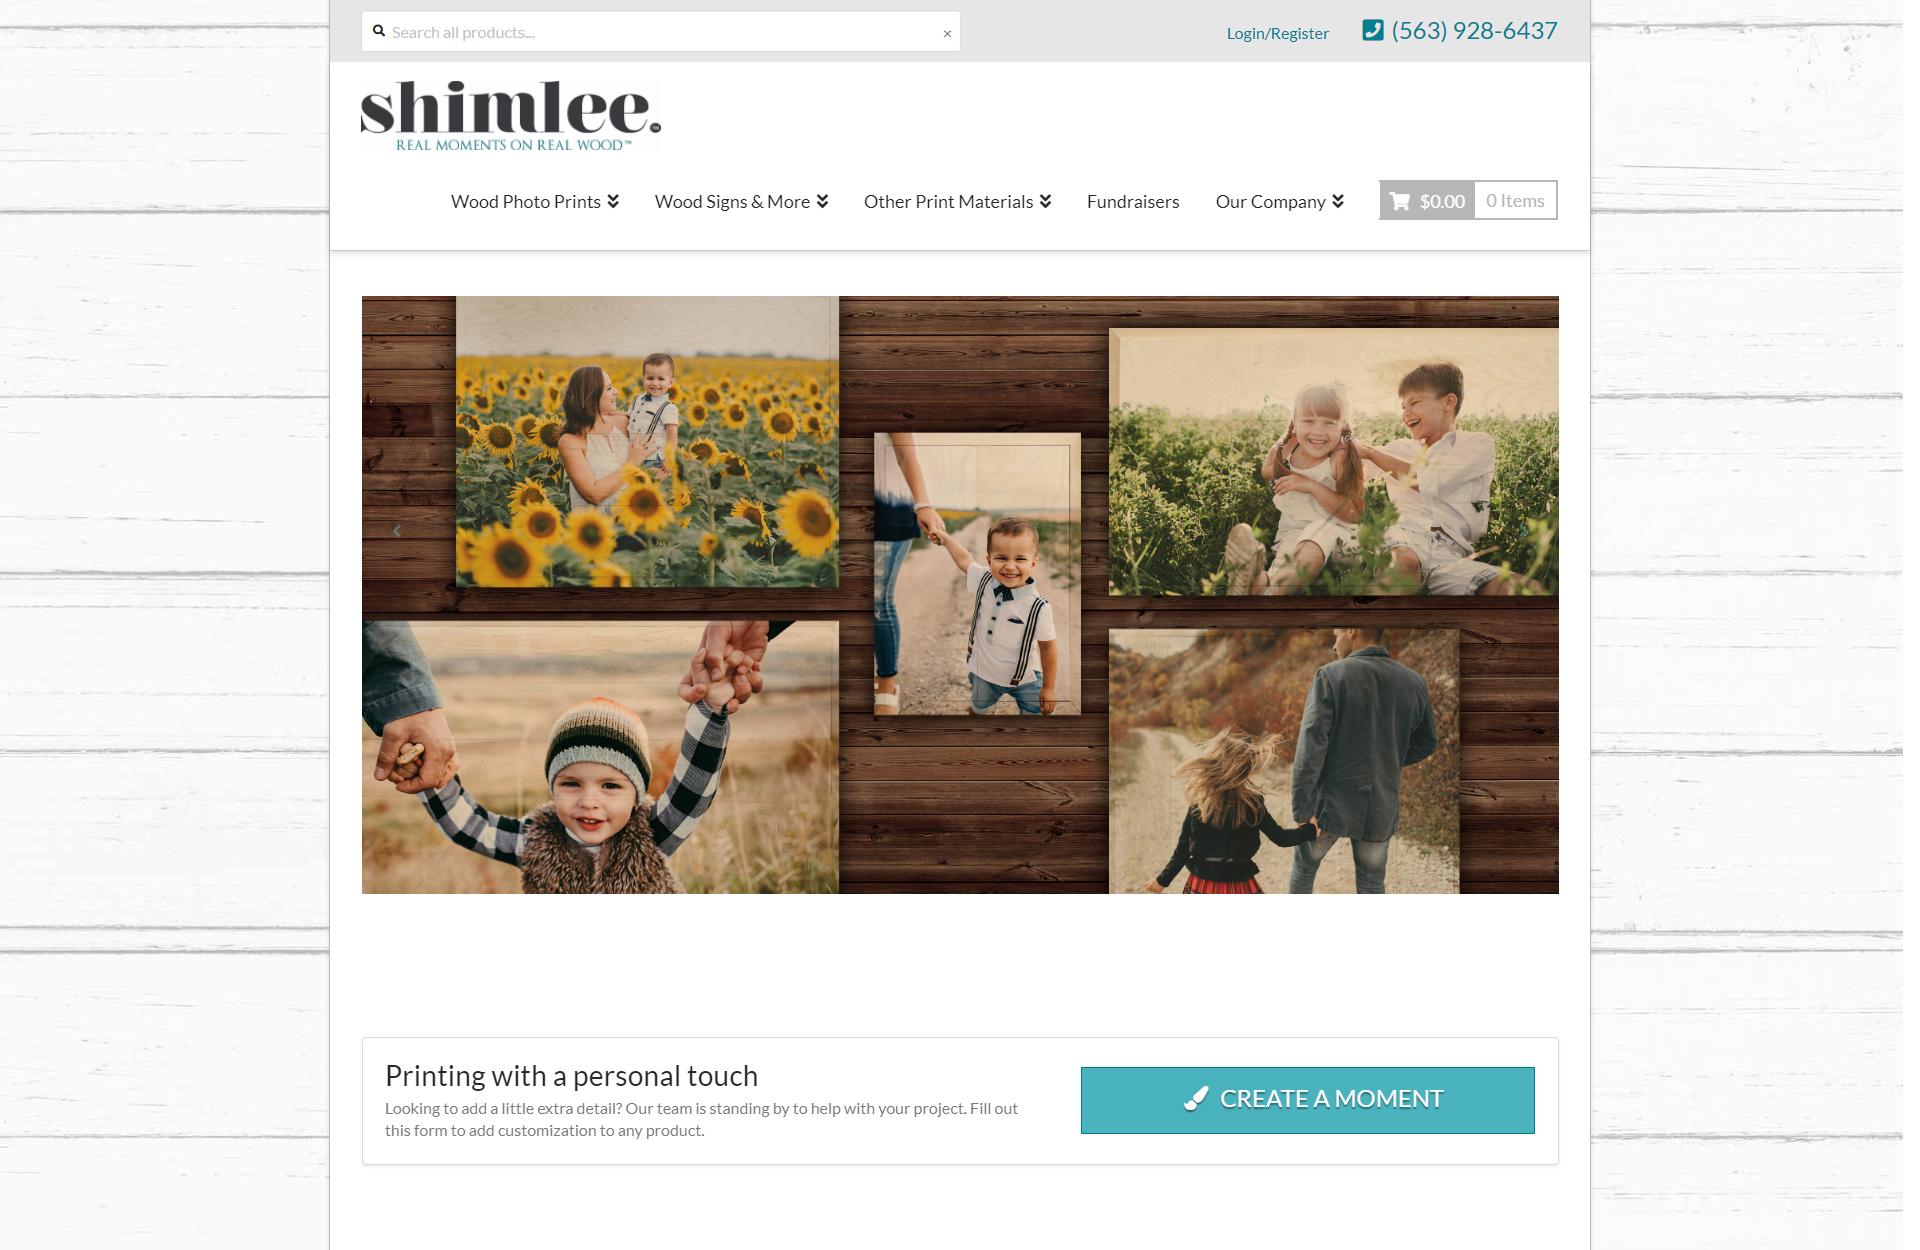 Search all products...
×
Login/Register
(563) 928-6437
shimlee.™
REAL MOMENTS ON REAL WOOD™
Wood Photo Prints
Wood Signs & More
Other Print Materials
Fundraisers
Our Company
$0.00
0 Items
Printing with a personal touch
Looking to add a little extra detail? Our team is standing by to help with your project. Fill out
this form to add customization to any product.
CREATE A MOMENT